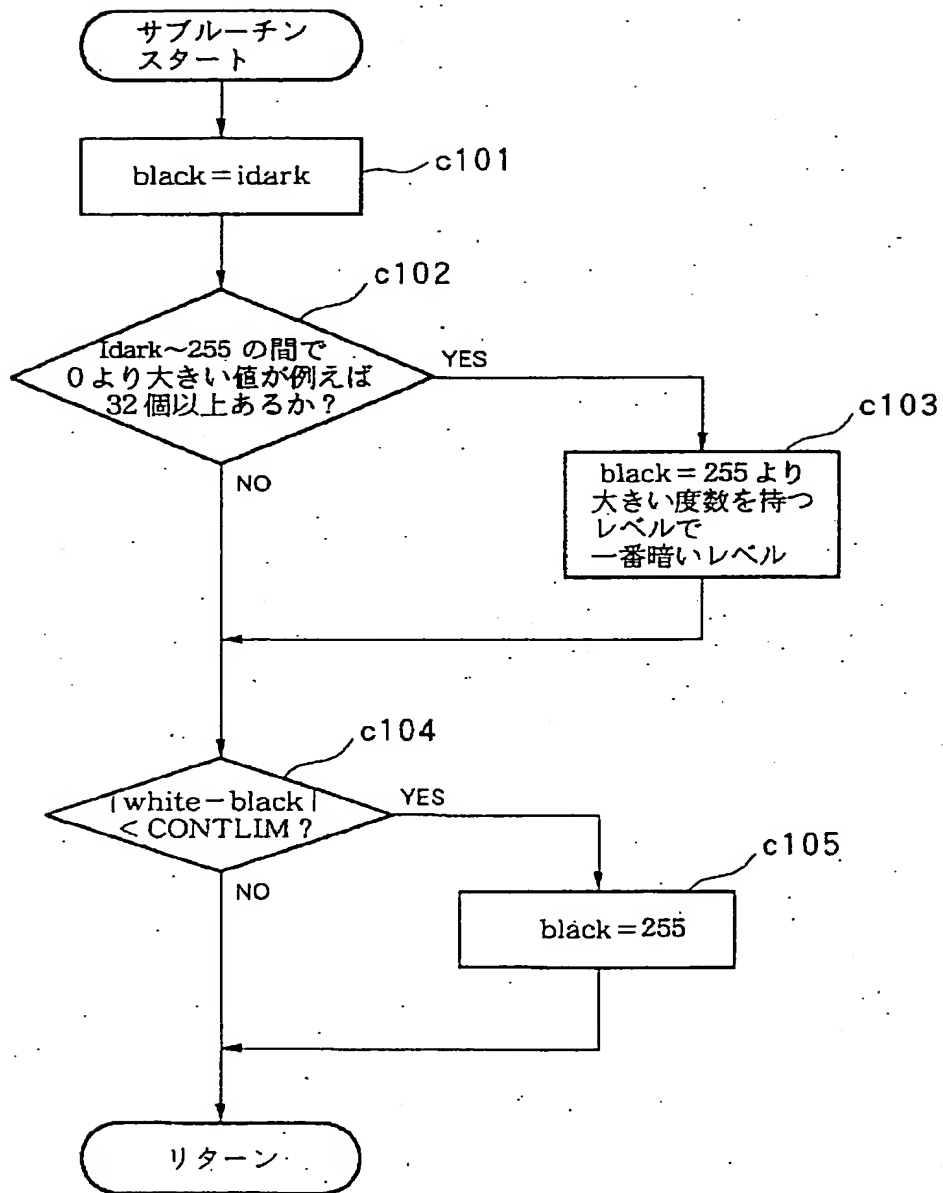 サブルーチン
スタート
black＝idark
c101
c102
Idark～255 の間で
0より大きい値が例えば
32個以上あるか？
YES
NO
c103
black＝255より
大きい度数を持つ
レベルで
一番暗いレベル
c104
|white－black|
＜CONTLIM？
YES
NO
c105
black＝255
リターン